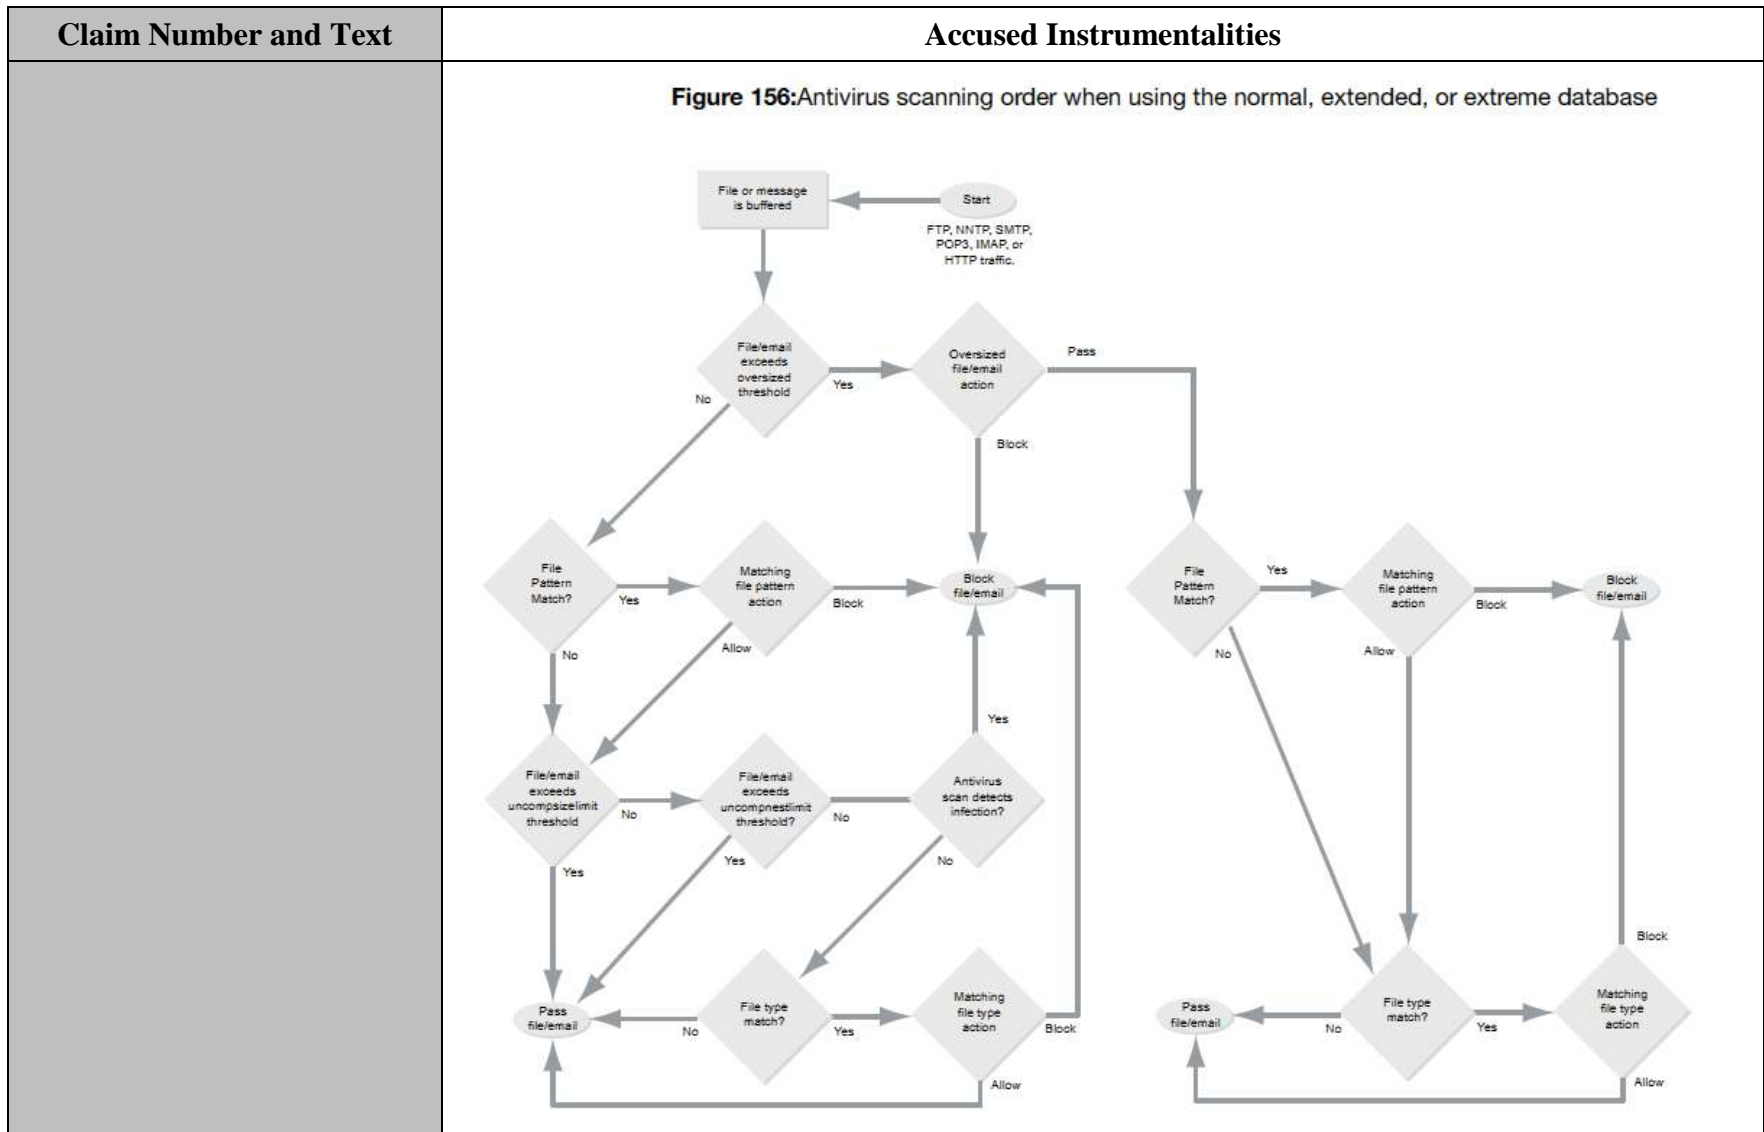 Claim Number and Text
Accused Instrumentalities
Figure 156:Antivirus scanning order when using the normal, extended, or extreme database
File or message
is buffered
Start
FTP, NNTP, SMTP,
POP3, IMAP, or
HTTP traffic.
File/email
exceeds
oversized
threshold
Yes
No
Oversized
file/email
action
Pass
Block
File
Pattern
Match?
Yes
No
Matching
file pattern
action
Block
Allow
Block
file/email
File
Pattern
Match?
Yes
No
Matching
file pattern
action
Block
Allow
Block
file/email
File/email
exceeds
uncompsizelimit
threshold
No
Yes
File/email
exceeds
uncompnestlimit
threshold?
No
Yes
Antivirus
scan detects
infection?
Yes
No
Pass
file/email
No
File type
match?
Yes
Matching
file type
action
Block
Allow
Pass
file/email
No
File type
match?
Yes
Matching
file type
action
Block
Allow